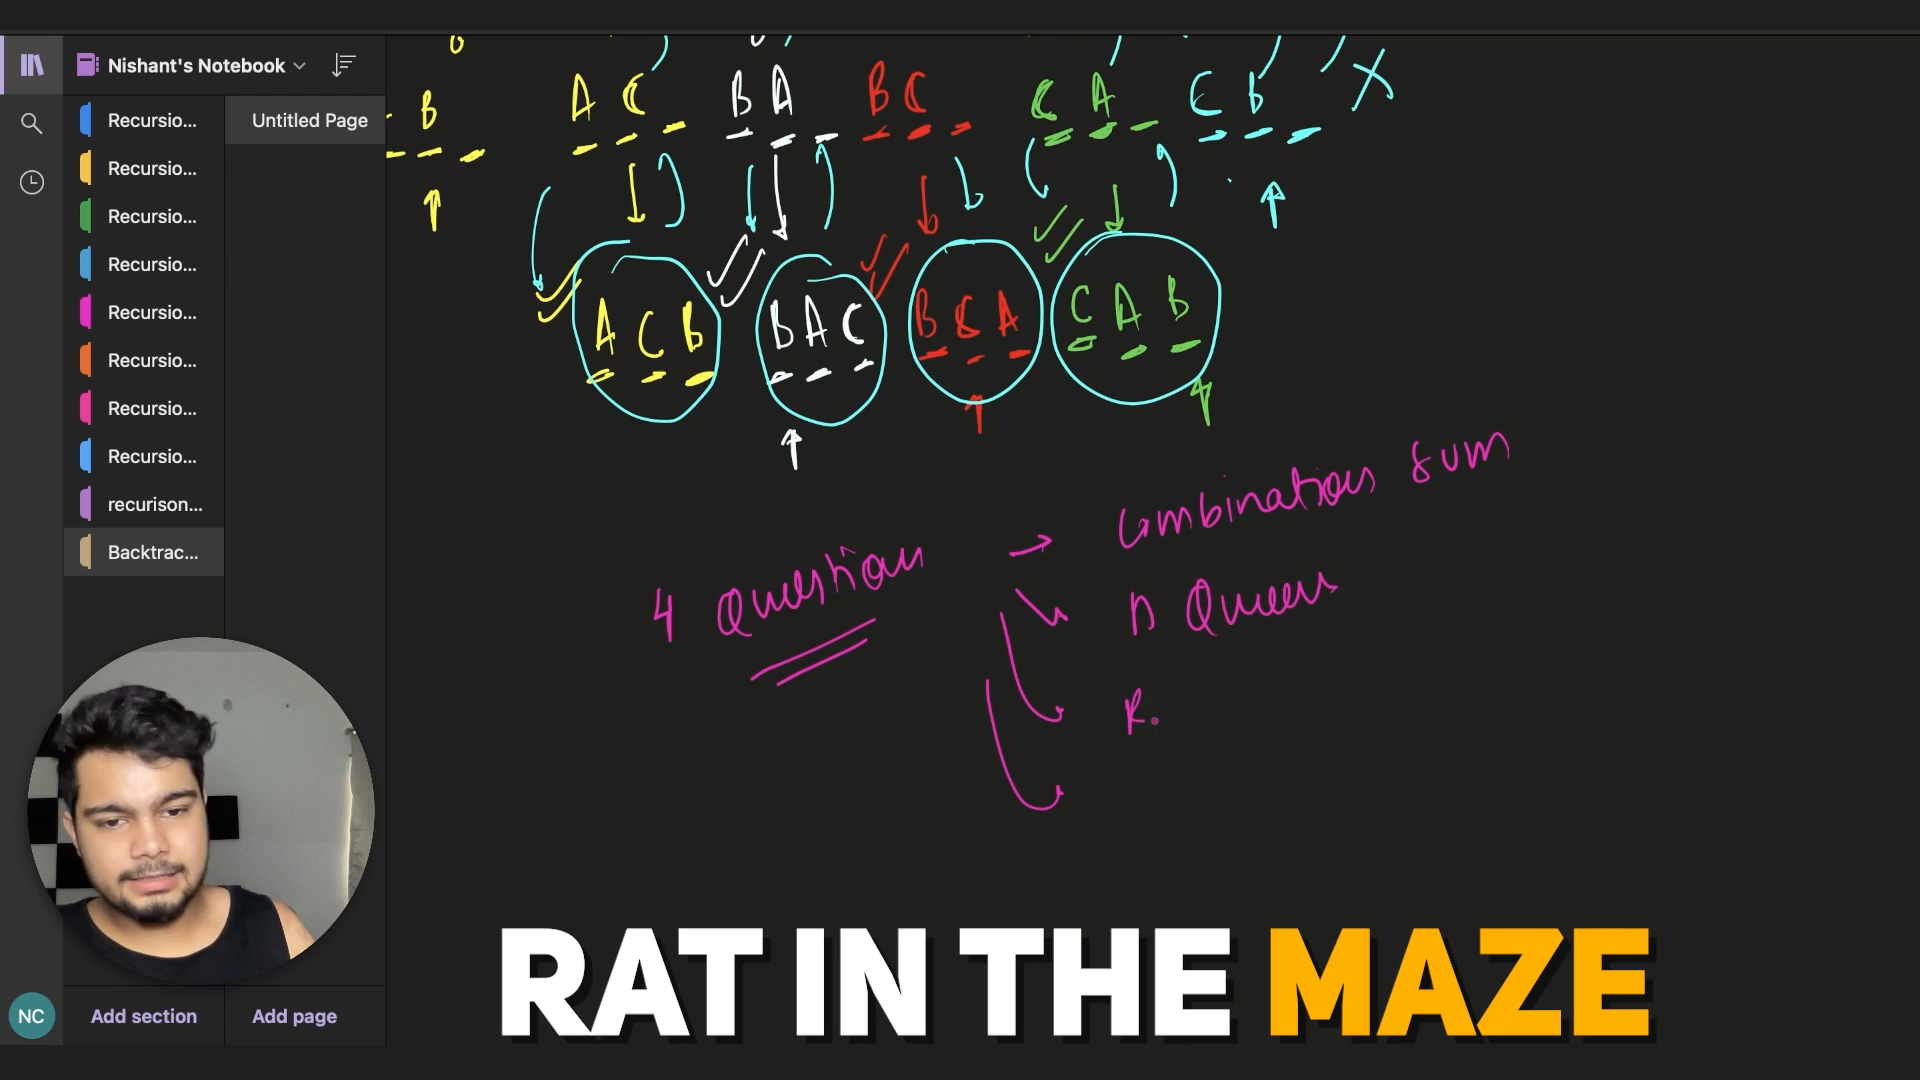 Nishant's Notebook
Recursio...
Untitled Page
Recursio...
Recursio...
Recursio...
Recursio...
Recursio...
Recursio...
Recursio...
recurison...
Backtrac...
B
A C
B A
B C
C A
C B
X
A C B
B A C
B C A
C A B
4 Questions
→ Combinations sum
n Queens
R.
NC
Add section
Add page
RAT IN THE MAZE